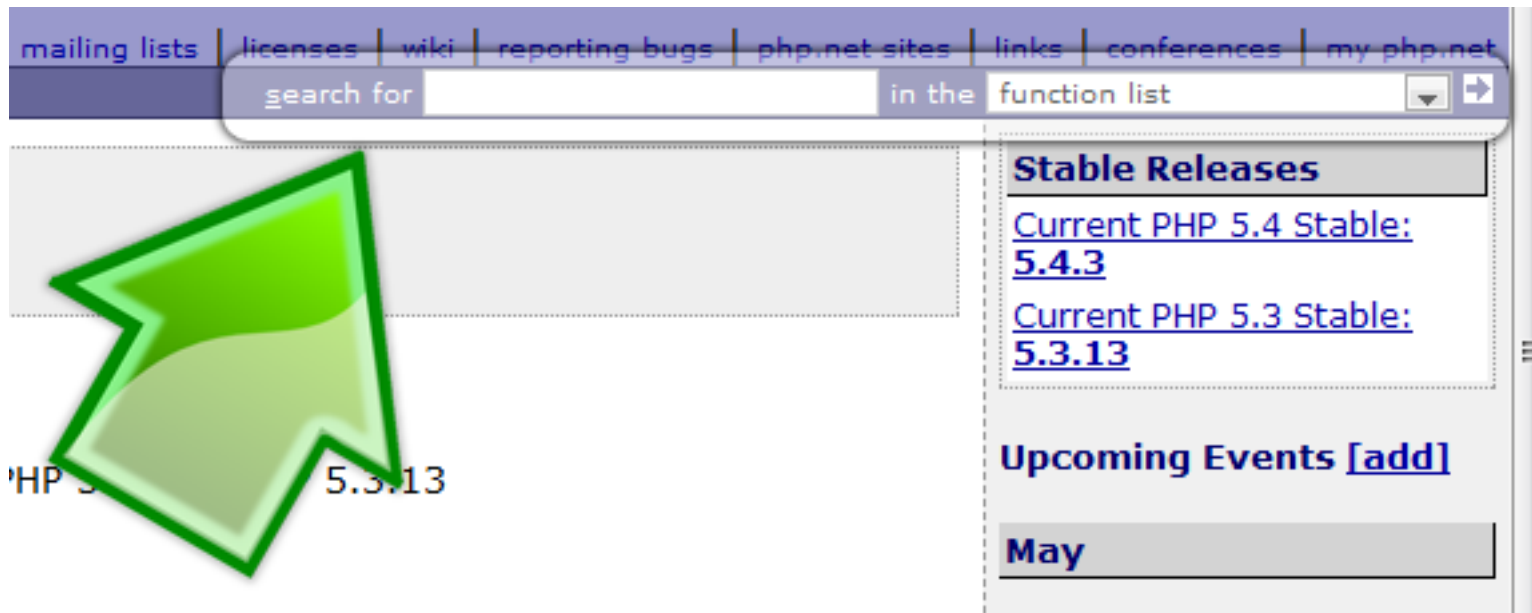 mailing lists | licenses | wiki | reporting bugs | php.net sites | links | conferences | my php.net
search for in the function list
Stable Releases
Current PHP 5.4 Stable:
5.4.3
Current PHP 5.3 Stable:
5.3.13
Upcoming Events [add]
5.3.13
May